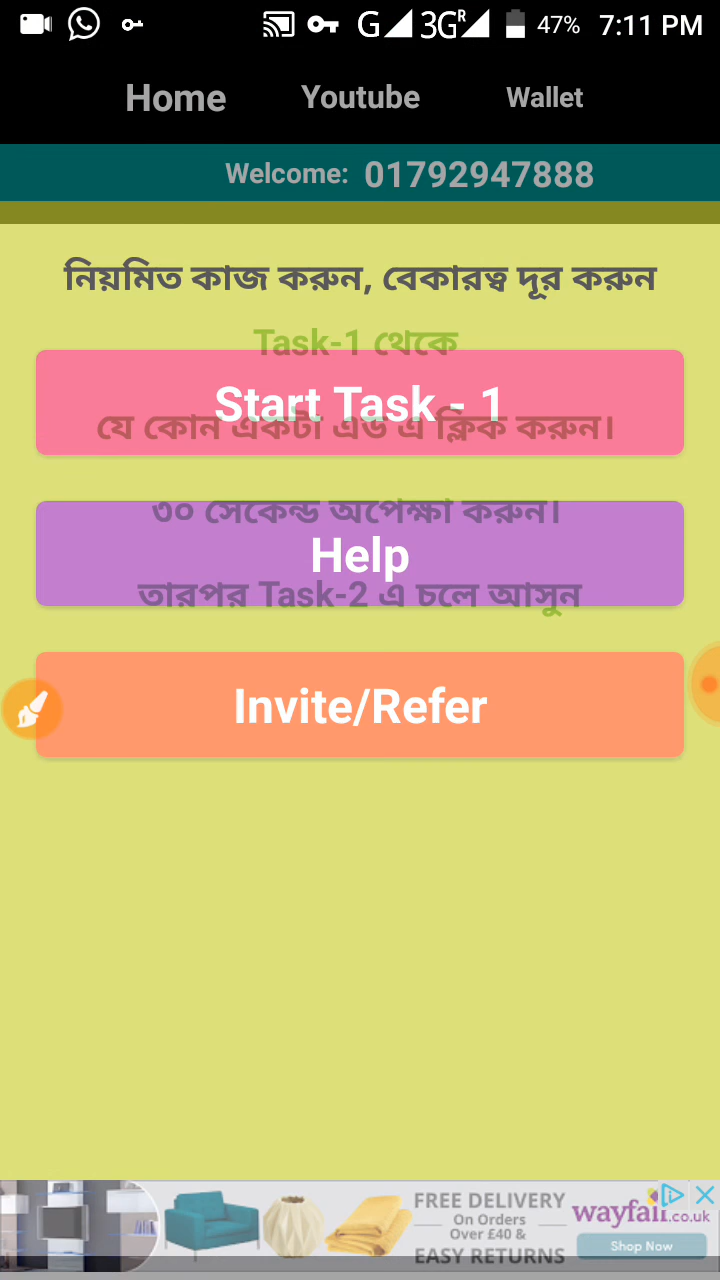 G 3G R 47% 7:11 PM
Home Youtube Wallet
Welcome: 01792947888
নিয়মিত কাজ করুন, বেকারত্ব দূর করুন
Task-1 থেকে
Start Task - 1
যে কোন একটা এড এ ক্লিক করুন।
৩০ সেকেন্ড অপেক্ষা করুন।
Help
তারপর Task-2 এ চলে আসুন
Invite/Refer
FREE DELIVERY
On Orders
Over £40 &
EASY RETURNS
wayfair.co.uk
Shop Now